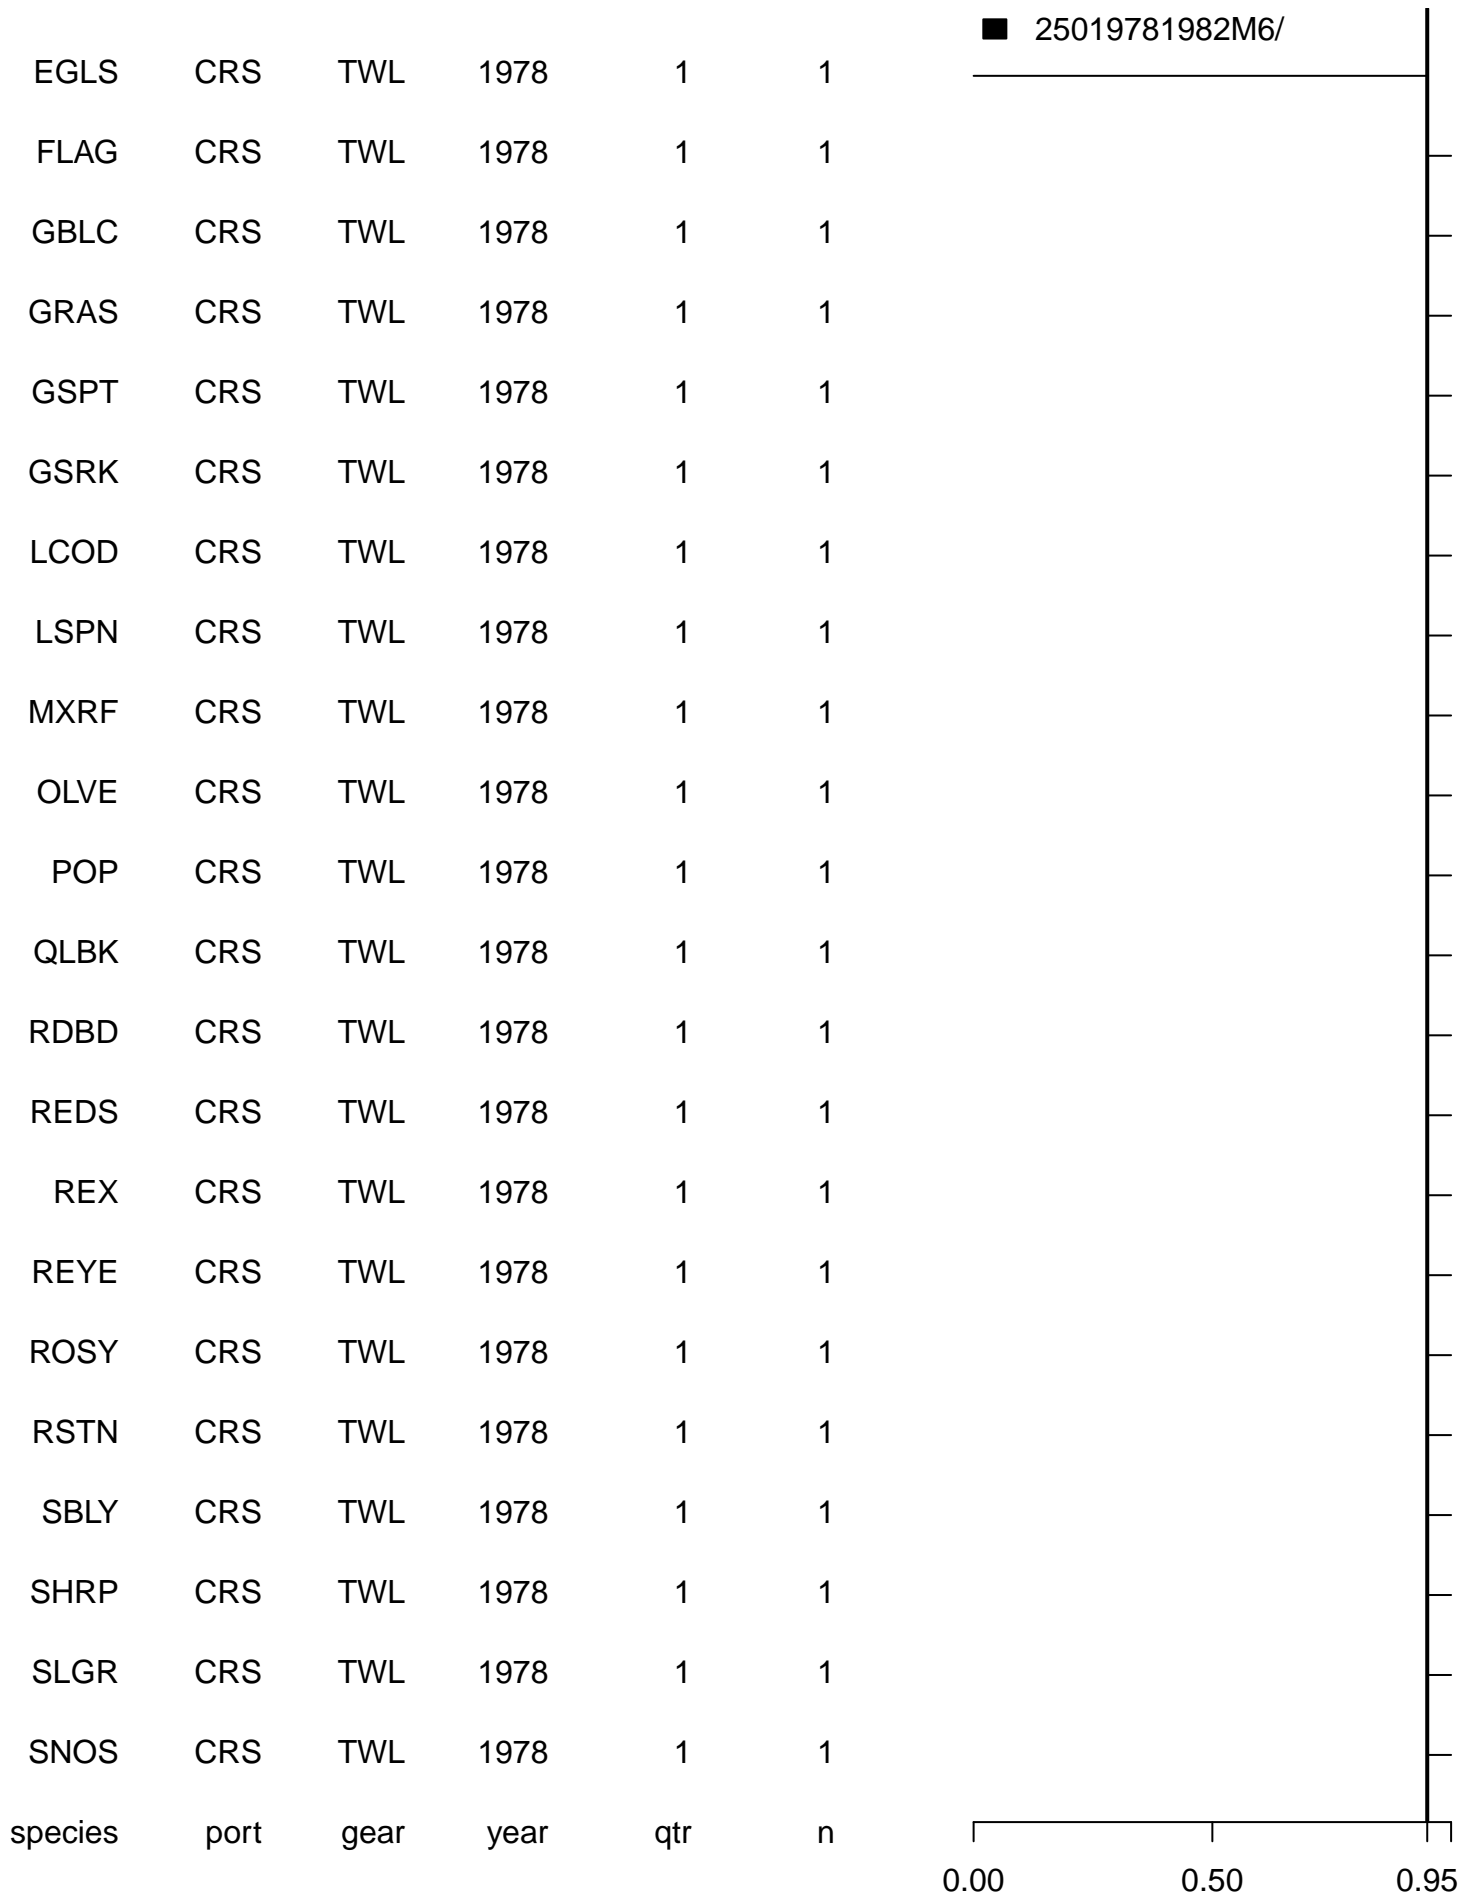 25019781982M6/
EGLS CRS TWL 1978 1 1
FLAG CRS TWL 1978 1 1
GBLC CRS TWL 1978 1 1
GRAS CRS TWL 1978 1 1
GSPT CRS TWL 1978 1 1
GSRK CRS TWL 1978 1 1
LCOD CRS TWL 1978 1 1
LSPN CRS TWL 1978 1 1
MXRF CRS TWL 1978 1 1
OLVE CRS TWL 1978 1 1
POP CRS TWL 1978 1 1
QLBK CRS TWL 1978 1 1
RDBD CRS TWL 1978 1 1
REDS CRS TWL 1978 1 1
REX CRS TWL 1978 1 1
REYE CRS TWL 1978 1 1
ROSY CRS TWL 1978 1 1
RSTN CRS TWL 1978 1 1
SBLY CRS TWL 1978 1 1
SHRP CRS TWL 1978 1 1
SLGR CRS TWL 1978 1 1
SNOS CRS TWL 1978 1 1
species port gear year qtr n
0.00 0.50 0.95